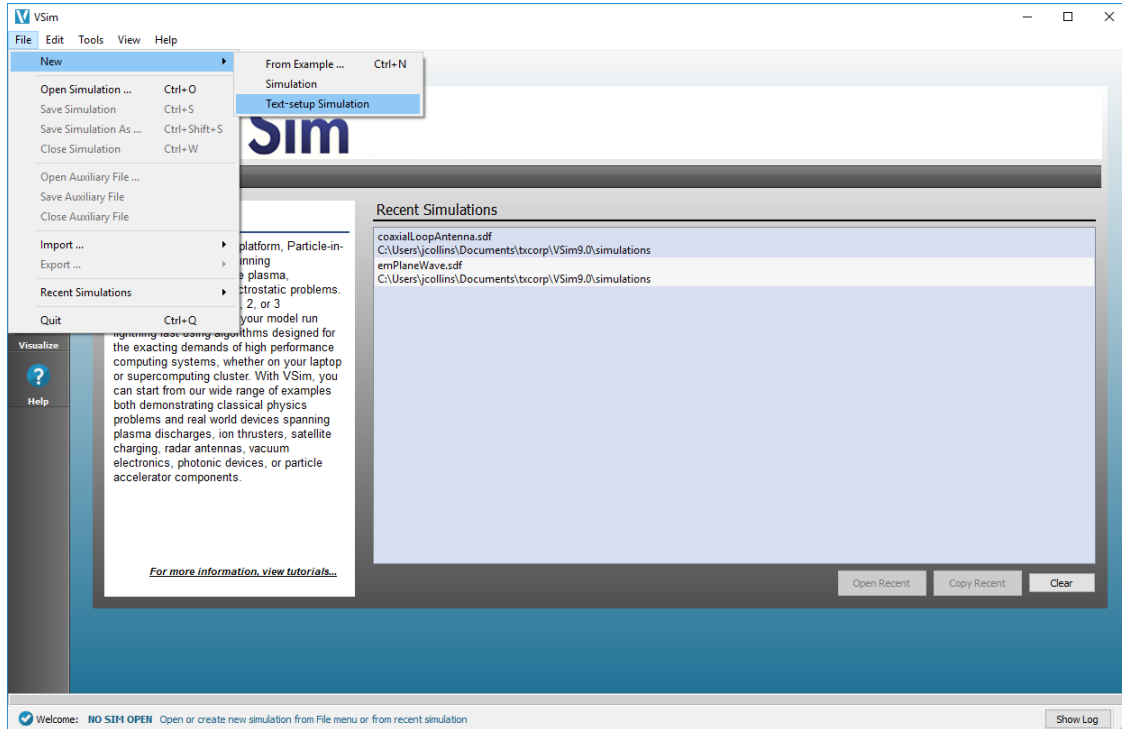 VSim
File Edit Tools View Help
New
From Example ... Ctrl+N
Simulation
Text-setup Simulation
Open Simulation ... Ctrl+O
Save Simulation Ctrl+S
Save Simulation As ... Ctrl+Shift+S
Close Simulation Ctrl+W
Open Auxiliary File ...
Save Auxiliary File
Close Auxiliary File
Import ...
Export ...
Recent Simulations
Quit Ctrl+Q
Sim
platform, Particle-in-
plasma,
ctrostatic problems.
, 2, or 3
your model run
lightning fast using algorithms designed for
the exacting demands of high performance
computing systems, whether on your laptop
or supercomputing cluster. With VSim, you
can start from our wide range of examples
both demonstrating classical physics
problems and real world devices spanning
plasma discharges, ion thrusters, satellite
charging, radar antennas, vacuum
electronics, photonic devices, or particle
accelerator components.
For more information, view tutorials...
Visualize
Help
Recent Simulations
coaxialLoopAntenna.sdf
C:\Users\jcollins\Documents\txcorp\VSim9.0\simulations
emPlaneWave.sdf
C:\Users\jcollins\Documents\txcorp\VSim9.0\simulations
Open Recent Copy Recent Clear
Welcome: NO SIM OPEN Open or create new simulation from File menu or from recent simulation
Show Log